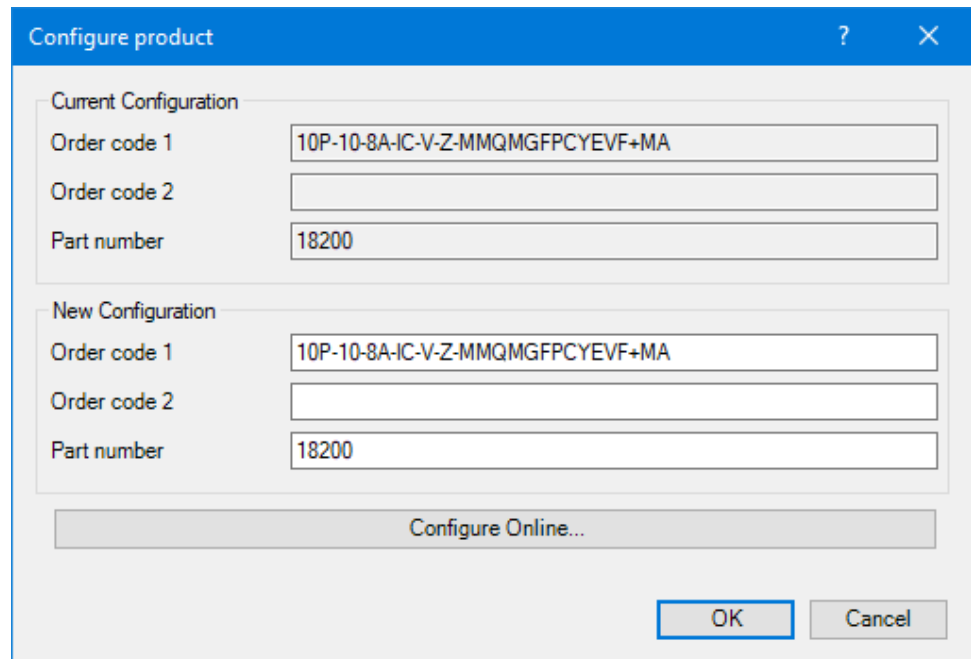 Configure product
Current Configuration
Order code 1 10P-10-8A-IC-V-Z-MMQMGFPCYEVF+MA
Order code 2
Part number 18200
New Configuration
Order code 1 10P-10-8A-IC-V-Z-MMQMGFPCYEVF+MA
Order code 2
Part number 18200
Configure Online...
OK Cancel